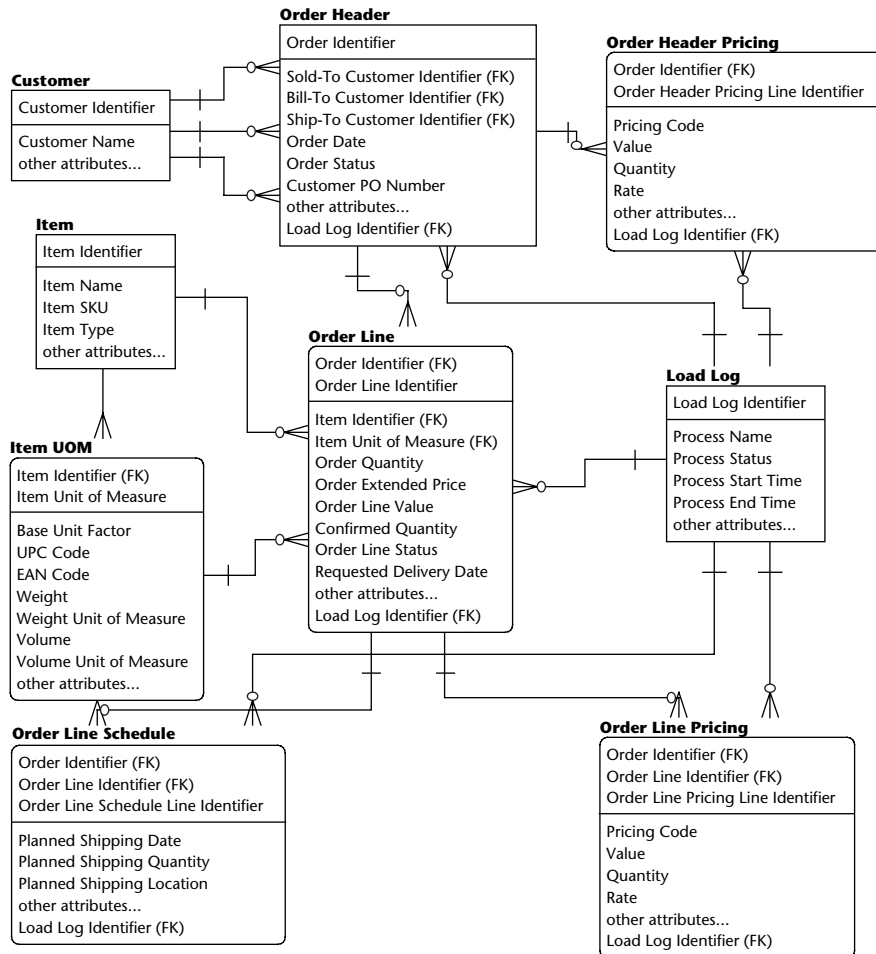 Order Header
Order Identifier
Sold-To Customer Identifier (FK)
Bill-To Customer Identifier (FK)
Ship-To Customer Identifier (FK)
Order Date
Order Status
Customer PO Number
other attributes...
Load Log Identifier (FK)
Order Header Pricing
Order Identifier (FK)
Order Header Pricing Line Identifier
Pricing Code
Value
Quantity
Rate
other attributes...
Load Log Identifier (FK)
Customer
Customer Identifier
Customer Name
other attributes...
Item
Item Identifier
Item Name
Item SKU
Item Type
other attributes...
Order Line
Order Identifier (FK)
Order Line Identifier
Item Identifier (FK)
Item Unit of Measure (FK)
Order Quantity
Order Extended Price
Order Line Value
Confirmed Quantity
Order Line Status
Requested Delivery Date
other attributes...
Load Log Identifier (FK)
Load Log
Load Log Identifier
Process Name
Process Status
Process Start Time
Process End Time
other attributes...
Item UOM
Item Identifier (FK)
Item Unit of Measure
Base Unit Factor
UPC Code
EAN Code
Weight
Weight Unit of Measure
Volume
Volume Unit of Measure
other attributes...
Order Line Schedule
Order Identifier (FK)
Order Line Identifier (FK)
Order Line Schedule Line Identifier
Planned Shipping Date
Planned Shipping Quantity
Planned Shipping Location
other attributes...
Load Log Identifier (FK)
Order Line Pricing
Order Identifier (FK)
Order Line Identifier (FK)
Order Line Pricing Line Identifier
Pricing Code
Value
Quantity
Rate
other attributes...
Load Log Identifier (FK)